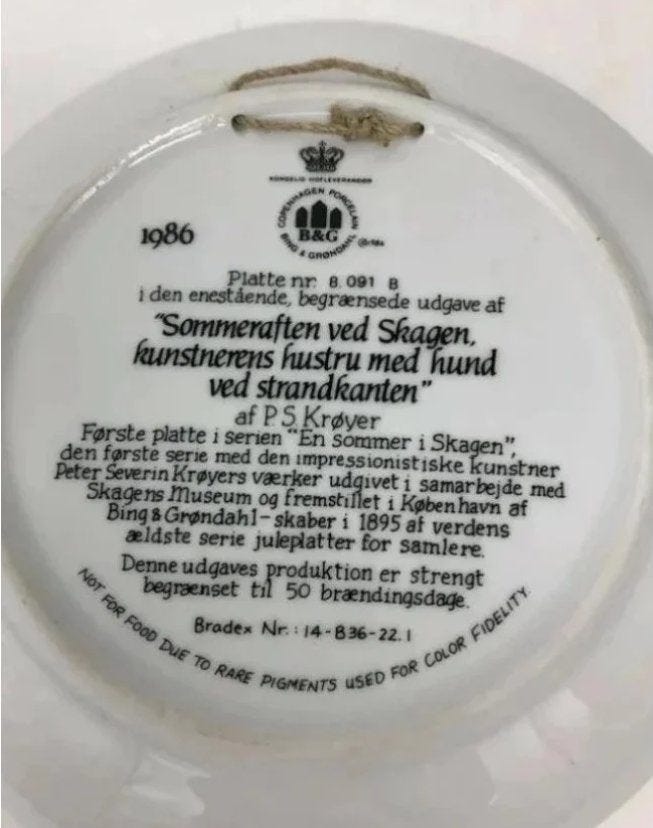 KONGELIG HOFLEVERANDØR
COPENHAGEN PORCELAIN
B&G
BING & GRØNDAHL
1986
Platte nr: 8.091 B
i den enestående, begrænsede udgave af
"Sommeraften ved Skagen,
kunstnerens hustru med hund
ved strandkanten"
af P.S. Krøyer
Første platte i serien "En sommer i Skagen",
den første serie med den impressionistiske kunstner
Peter Severin Krøyers værker udgivet i samarbejde med
Skagens Museum og fremstillet i København af
Bing & Grøndahl - skaber i 1895 af verdens
ældste serie juleplatter for samlere.
Denne udgaves produktion er strengt
begrænset til 50 brændingsdage.
Bradex Nr.: 14-B36-22.1
NOT FOR FOOD DUE TO RARE PIGMENTS USED FOR COLOR FIDELITY.